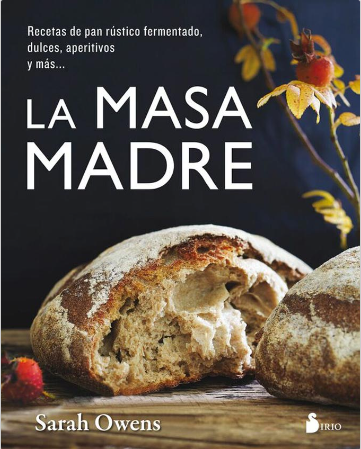 Recetas de pan rústico fermentado,
dulces, aperitivos
y más...
LA MASA
MADRE
Sarah Owens
SIRIO